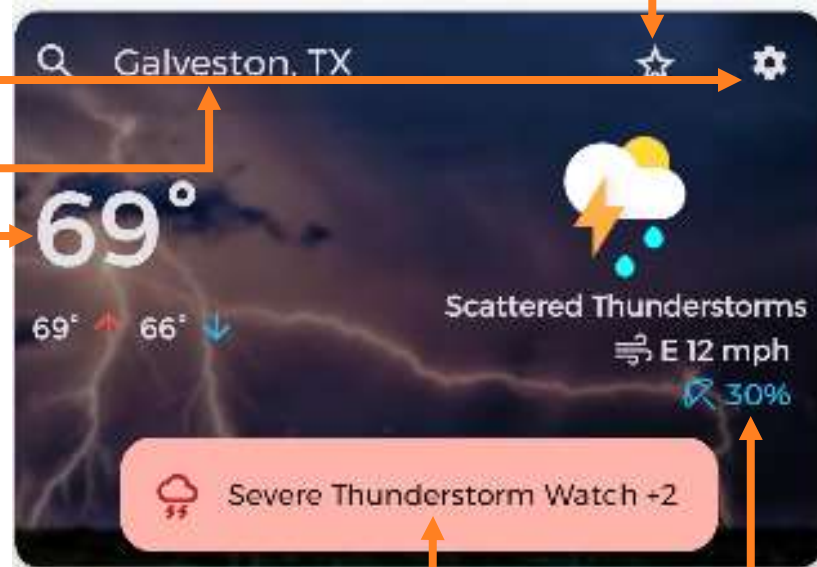 Galveston, TX
69°
69° 66°
Scattered Thunderstorms
E 12 mph
30%
Severe Thunderstorm Watch +2